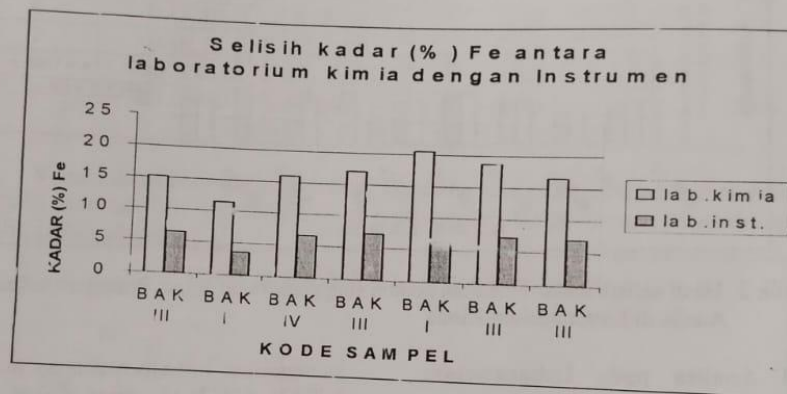 Selisih kadar (%) Fe antara
laboratorium kimia dengan Instrumen
25
20
15
10
5
0
KADAR (%) Fe
BAK BAK BAK BAK BAK BAK BAK
III I IV III I III III
KODE SAMPEL
lab.kimia
lab.inst.